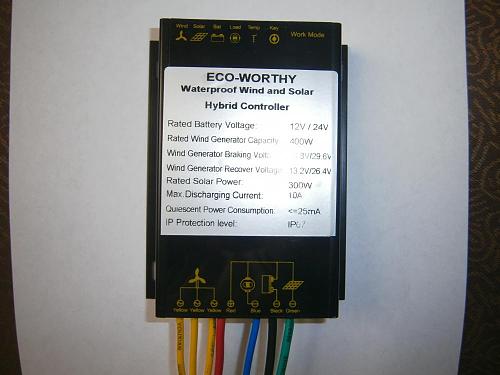 Wind Solar Bat Load Temp Key
Work Mode
ECO-WORTHY
Waterproof Wind and Solar
Hybrid Controller
Rated Battery Voltage: 12V / 24V
Rated Wind Generator Capacity: 400W
Wind Generator Braking Volt: V/29.6V
Wind Generator Recover Voltage: 13.2V/26.4V
Rated Solar Power: 300W
Max.Discharging Current: 10A
Quiescent Power Consumption: <=25mA
IP Protection level: IP67
Yellow Yellow Yellow Red Blue Black Green